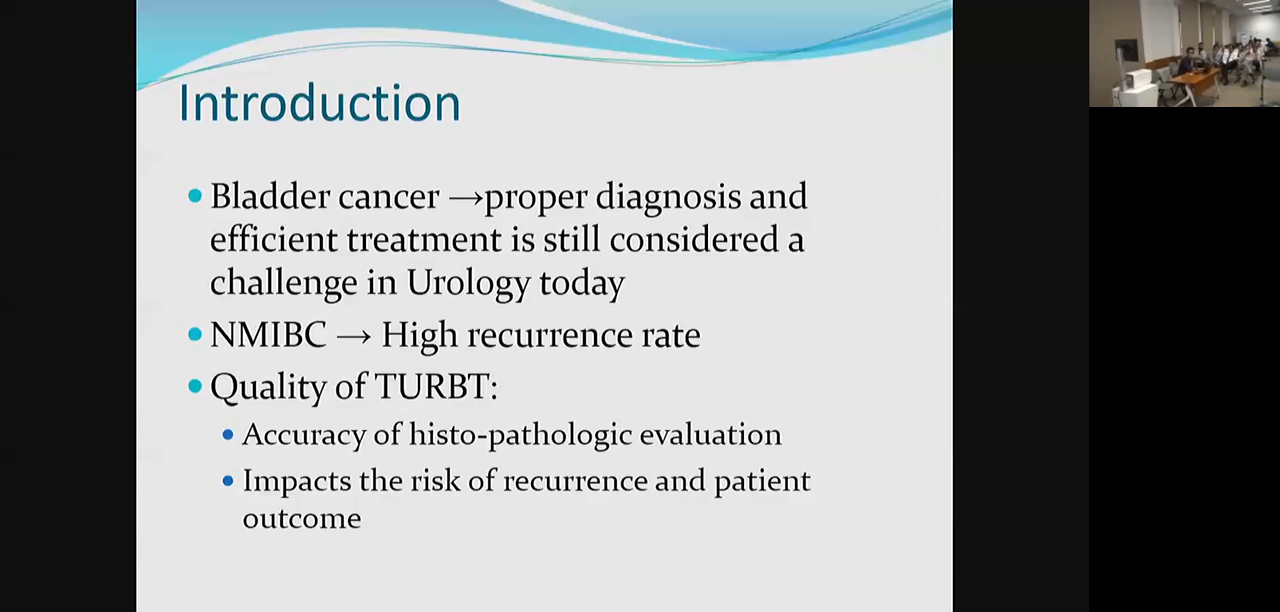 Introduction
• Bladder cancer →proper diagnosis and
efficient treatment is still considered a
challenge in Urology today
• NMIBC → High recurrence rate
• Quality of TURBT:
• Accuracy of histo-pathologic evaluation
• Impacts the risk of recurrence and patient
outcome